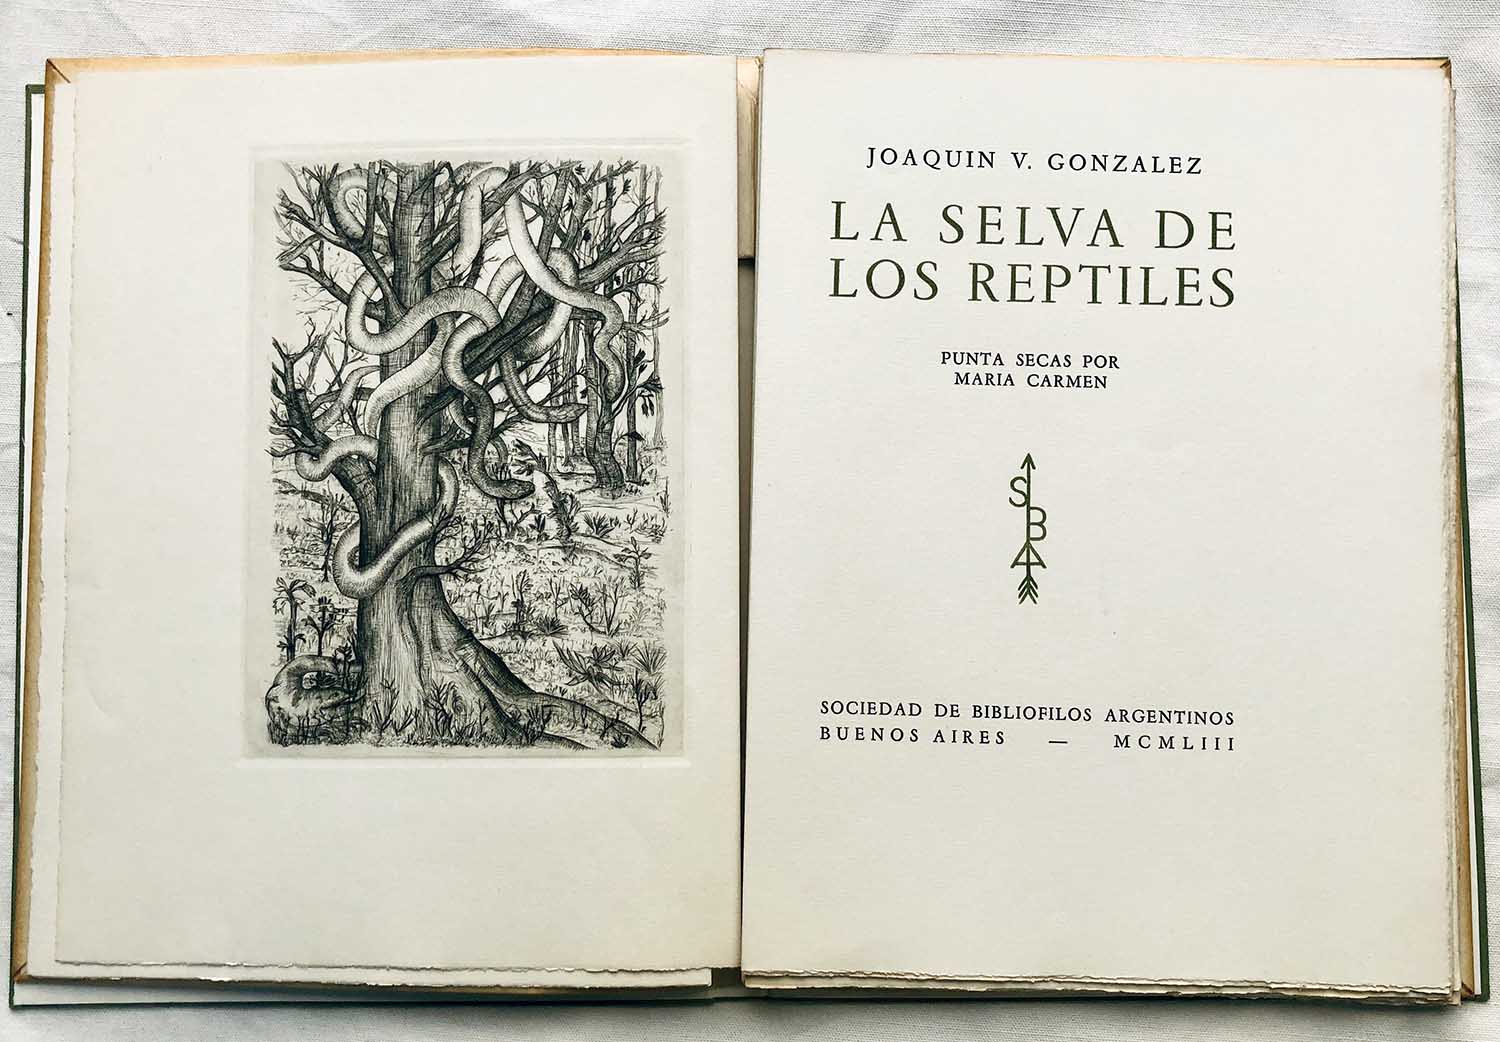 JOAQUIN V. GONZALEZ
LA SELVA DE
LOS REPTILES
PUNTA SECAS POR
MARIA CARMEN
S
B
A
SOCIEDAD DE BIBLIOFILOS ARGENTINOS
BUENOS AIRES — MCMLIII